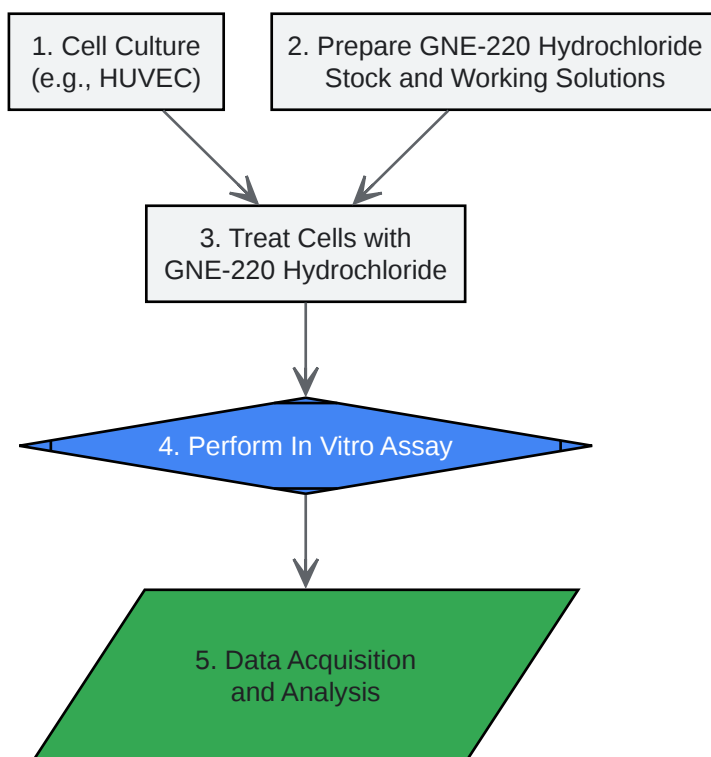 1. Cell Culture
(e.g., HUVEC)
2. Prepare GNE-220 Hydrochloride
Stock and Working Solutions
3. Treat Cells with
GNE-220 Hydrochloride
4. Perform In Vitro Assay
5. Data Acquisition
and Analysis